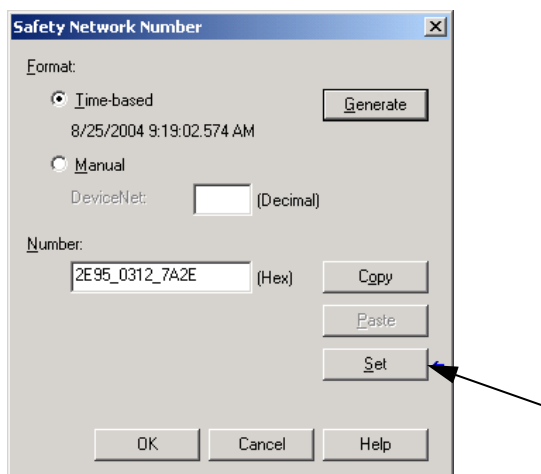 Safety Network Number
Format:
Time-based
Generate
8/25/2004 9:19:02.574 AM
Manual
DeviceNet:
(Decimal)
Number:
2E95_0312_7A2E
(Hex)
Copy
Paste
Set
OK
Cancel
Help